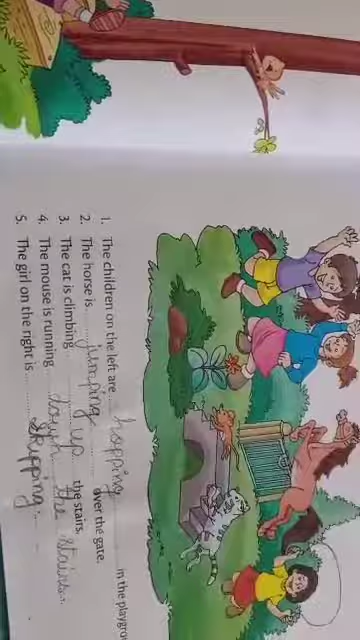 1. The children on the left are hopping in the playgrou
2. The horse is jumping over the gate.
3. The cat is climbing up the stairs.
4. The mouse is running down the stairs.
5. The girl on the right is skipping.